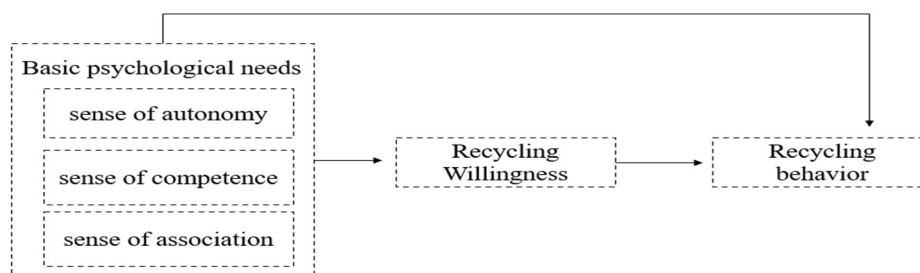 Basic psychological needs
sense of autonomy
sense of competence
sense of association
Recycling
Willingness
Recycling
behavior